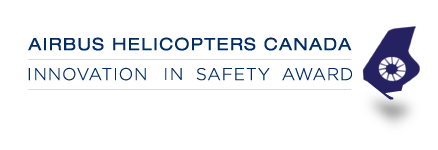 AIRBUS HELICOPTERS CANADA
INNOVATION IN SAFETY AWARD